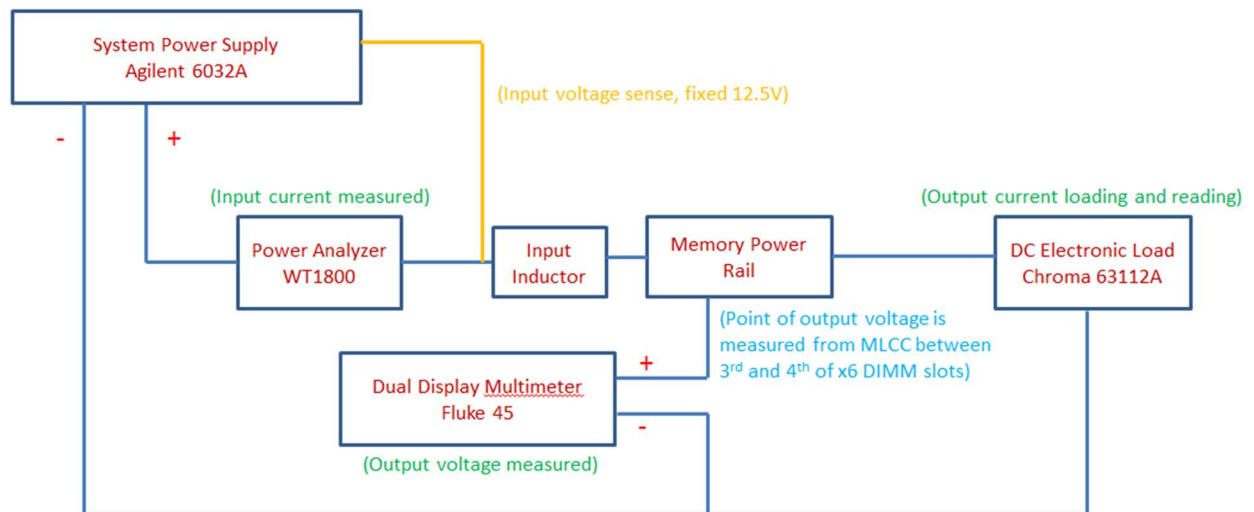 System Power Supply
Agilent 6032A
(Input voltage sense, fixed 12.5V)
-
+
(Input current measured)
(Output current loading and reading)
Power Analyzer
WT1800
Input
Inductor
Memory Power
Rail
DC Electronic Load
Chroma 63112A
(Point of output voltage is
measured from MLCC between
3rd and 4th of x6 DIMM slots)
+
Dual Display Multimeter
Fluke 45
-
(Output voltage measured)